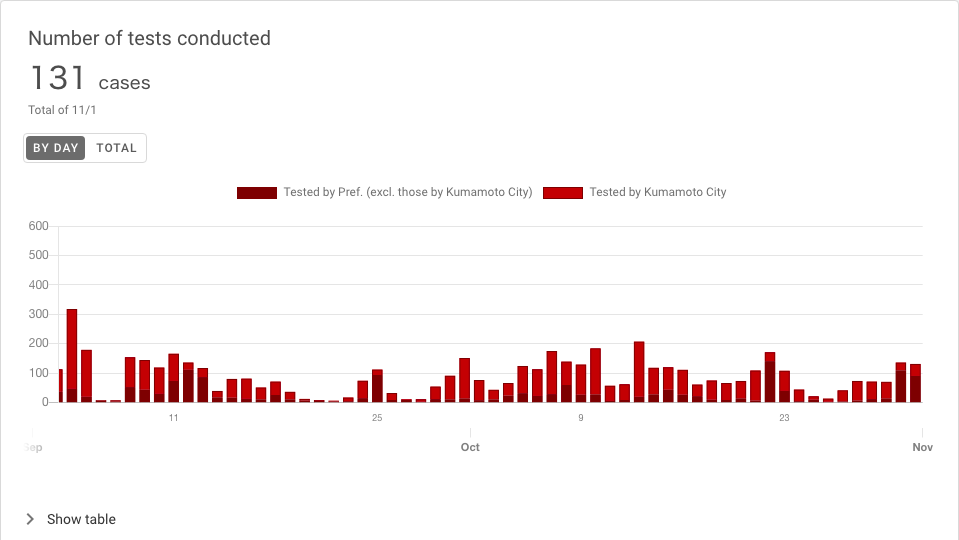 Number of tests conducted
131 cases
Total of 11/1
BY DAY TOTAL
Tested by Pref. (excl. those by Kumamoto City) Tested by Kumamoto City
600
500
400
300
200
100
0
11 25 9 23
Sep Oct Nov
Show table